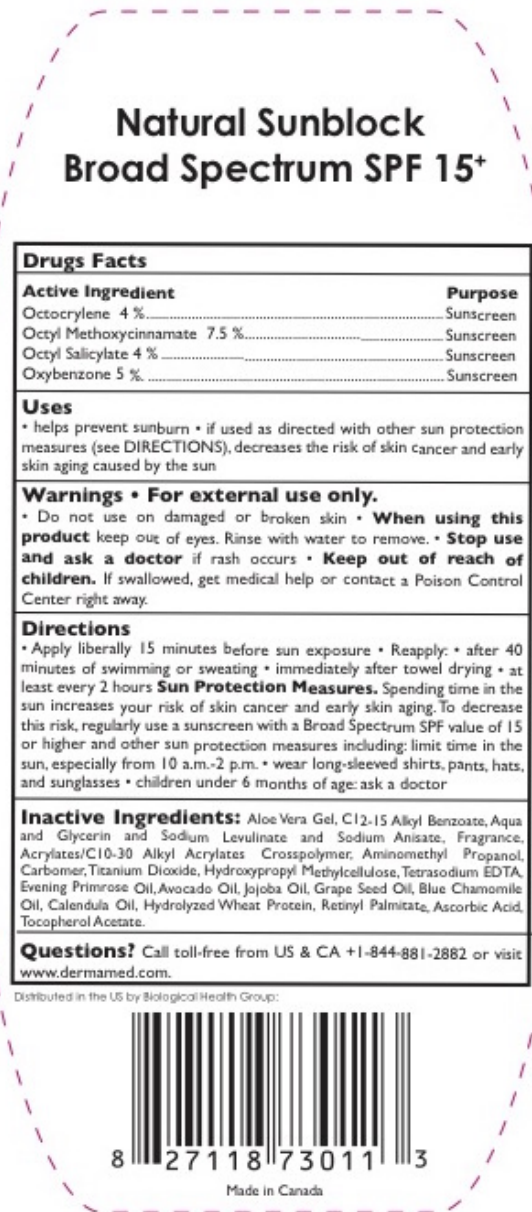 Natural Sunblock
Broad Spectrum SPF 15+
Drugs Facts
Active Ingredient Purpose
Octocrylene 4 %........Sunscreen
Octyl Methoxycinnamate 7.5 %........Sunscreen
Octyl Salicylate 4 %........Sunscreen
Oxybenzone 5 %.........Sunscreen
Uses
• helps prevent sunburn • if used as directed with other sun protection
measures (see DIRECTIONS), decreases the risk of skin cancer and early
skin aging caused by the sun
Warnings • For external use only.
• Do not use on damaged or broken skin • When using this
product keep out of eyes. Rinse with water to remove. • Stop use
and ask a doctor if rash occurs • Keep out of reach of
children. If swallowed, get medical help or contact a Poison Control
Center right away.
Directions
• Apply liberally 15 minutes before sun exposure • Reapply: • after 40
minutes of swimming or sweating • immediately after towel drying • at
least every 2 hours Sun Protection Measures. Spending time in the
sun increases your risk of skin cancer and early skin aging. To decrease
this risk, regularly use a sunscreen with a Broad Spectrum SPF value of 15
or higher and other sun protection measures including: limit time in the
sun, especially from 10 a.m.-2 p.m. • wear long-sleeved shirts, pants, hats,
and sunglasses • children under 6 months of age: ask a doctor
Inactive Ingredients: Aloe Vera Gel, C12-15 Alkyl Benzoate, Aqua
and Glycerin and Sodium Levulinate and Sodium Anisate, Fragrance,
Acrylates/C10-30 Alkyl Acrylates Crosspolymer, Aminomethyl Propanol,
Carbomer, Titanium Dioxide, Hydroxypropyl Methylcellulose, Tetrasodium EDTA,
Evening Primrose Oil, Avocado Oil, Jojoba Oil, Grape Seed Oil, Blue Chamomile
Oil, Calendula Oil, Hydrolyzed Wheat Protein, Retinyl Palmitate, Ascorbic Acid,
Tocopherol Acetate.
Questions? Call toll-free from US & CA +1-844-881-2882 or visit
www.dermamed.com.
Distributed in the US by Biological Health Group:
8 27118 73011 3
Made in Canada